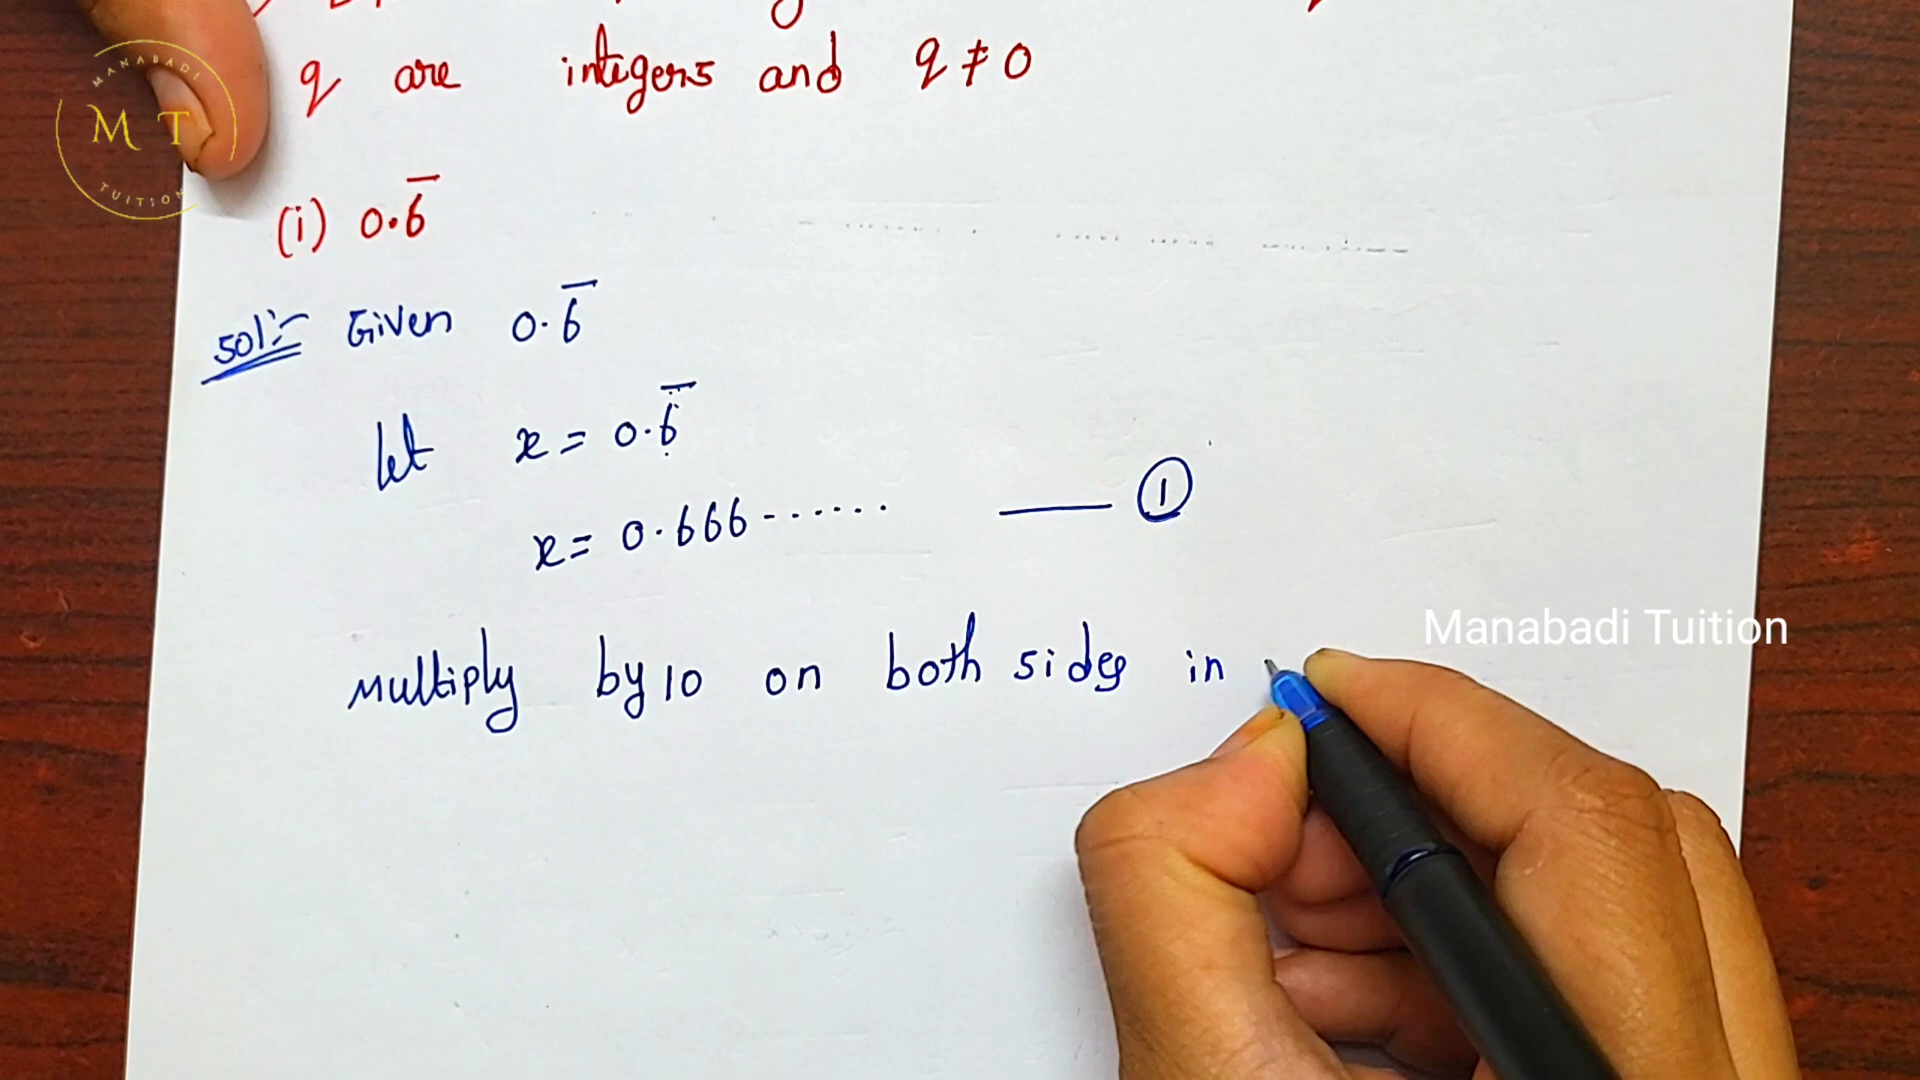 q are integers and q ≠ 0
MANABADI
M T
TUITION
(i) 0.6̅
Sol:- Given 0.6̅
Let x = 0.6̅
x = 0.666....... —— ①
Manabadi Tuition
Multiply by 10 on both sides in